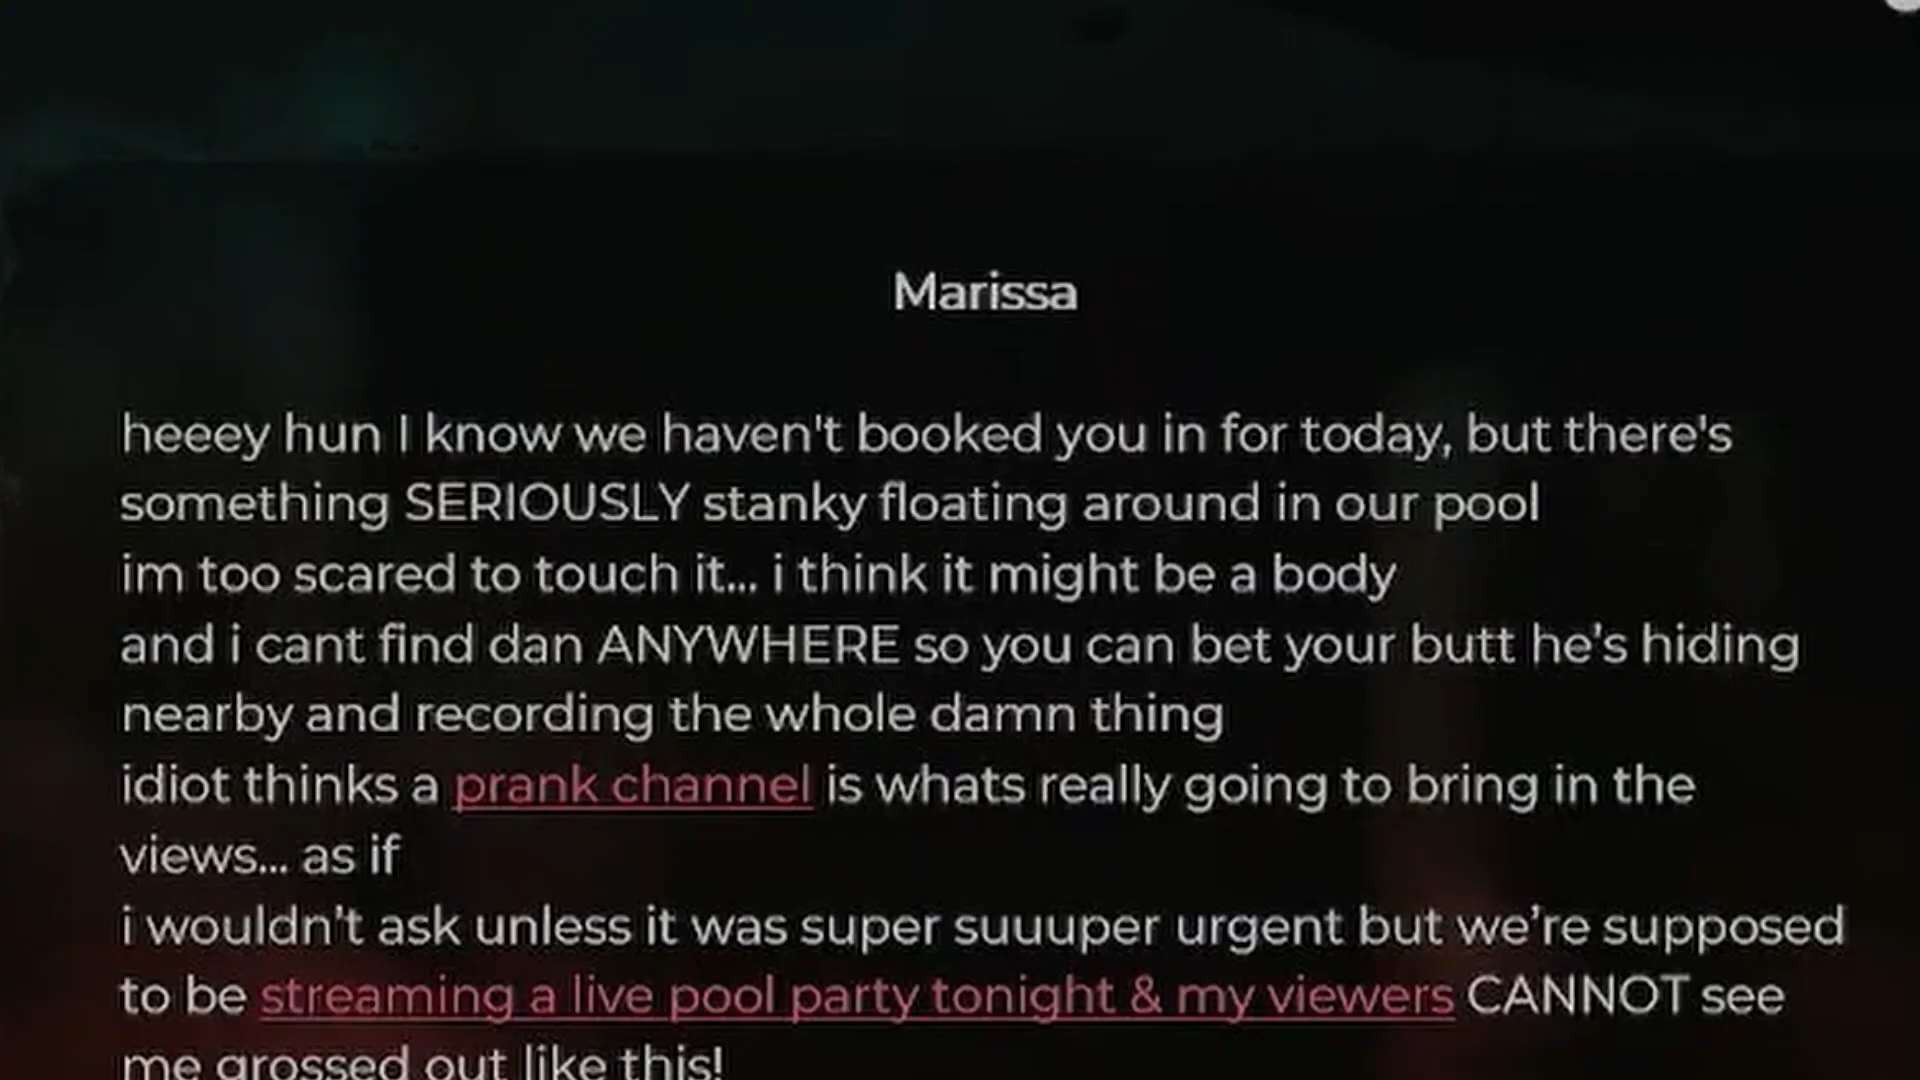 Marissa
heeey hun I know we haven't booked you in for today, but there's
something SERIOUSLY stanky floating around in our pool
im too scared to touch it... i think it might be a body
and i cant find dan ANYWHERE so you can bet your butt he's hiding
nearby and recording the whole damn thing
idiot thinks a prank channel is whats really going to bring in the
views... as if
i wouldn’t ask unless it was super suuuper urgent but we’re supposed
to be streaming a live pool party tonight & my viewers CANNOT see
me grossed out like this!